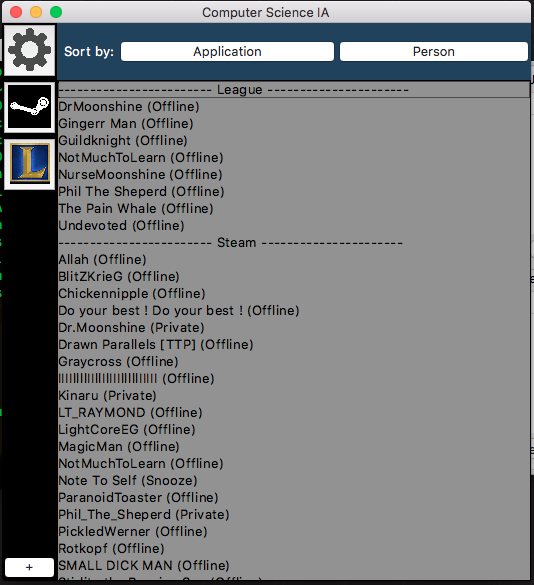 Computer Science IA
Sort by: Application Person
------------------------ League ----------------------
DrMoonshine (Offline)
Gingerr Man (Offline)
Guildknight (Offline)
NotMuchToLearn (Offline)
NurseMoonshine (Offline)
Phil The Sheperd (Offline)
The Pain Whale (Offline)
Undevoted (Offline)
------------------------ Steam ----------------------
Allah (Offline)
BlitZKrieG (Offline)
Chickennipple (Offline)
Do your best ! Do your best ! (Offline)
Dr.Moonshine (Private)
Drawn Parallels [TTP] (Offline)
Graycross (Offline)
(Offline)
Kinaru (Private)
LT_RAYMOND (Offline)
LightCoreEG (Offline)
MagicMan (Offline)
NotMuchToLearn (Offline)
Note To Self (Snooze)
ParanoidToaster (Offline)
Phil_The_Sheperd (Private)
PickledWerner (Offline)
Rotkopf (Offline)
SMALL DICK MAN (Offline)
L
+